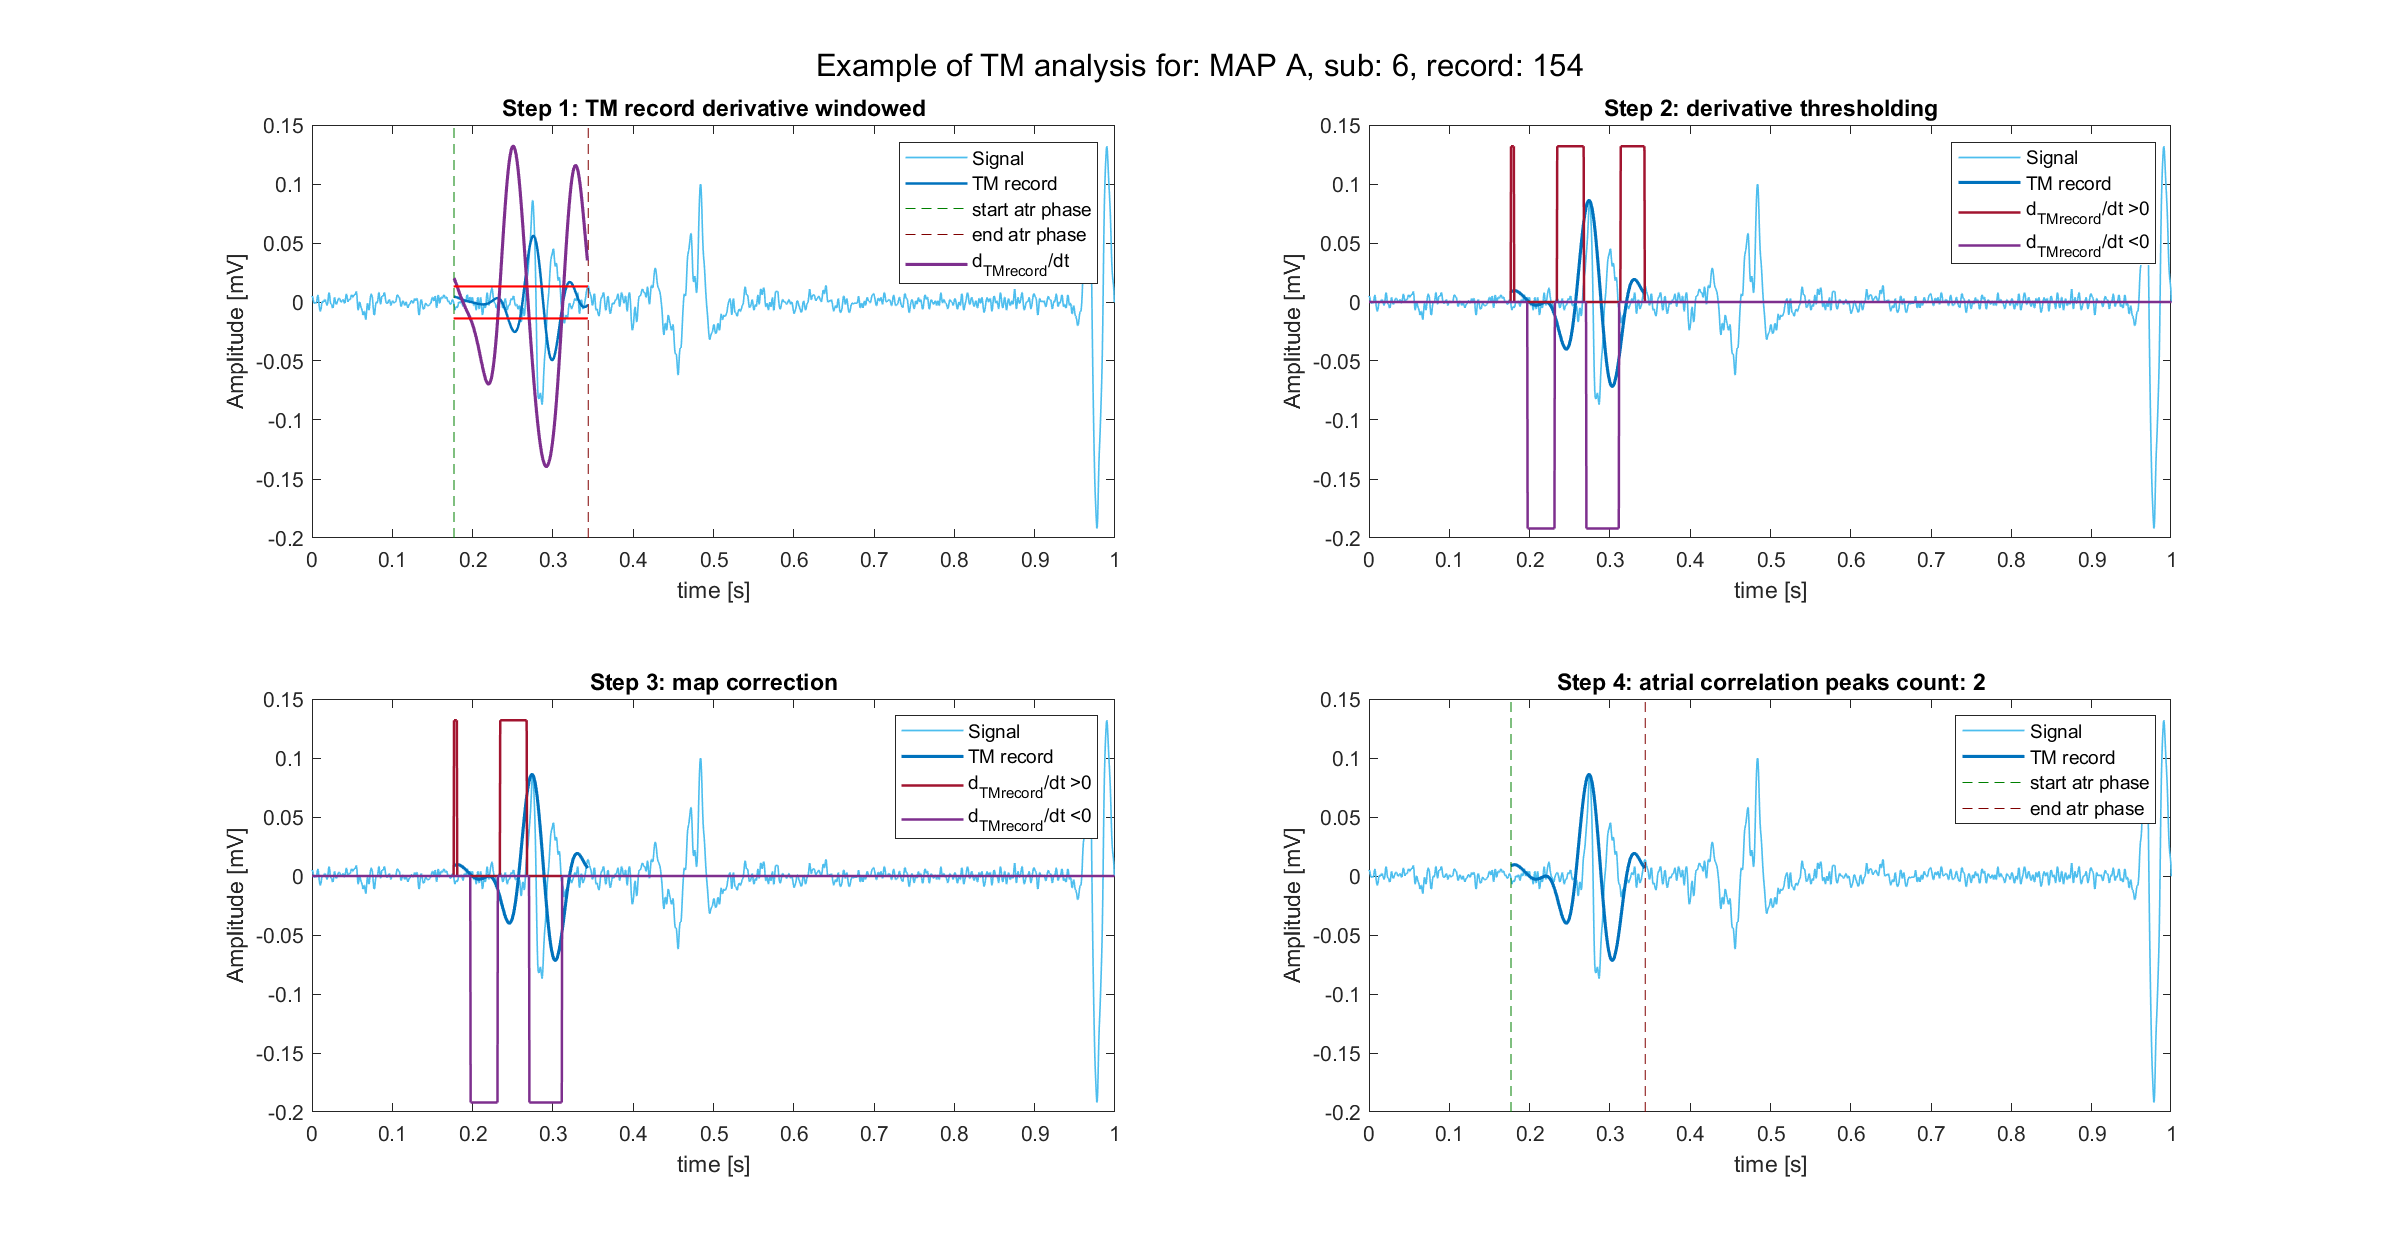 Example of TM analysis for: MAP A, sub: 6, record: 154
Step 1: TM record derivative windowed
Amplitude [mV]
0.15
0.1
0.05
0
-0.05
-0.1
-0.15
-0.2
0 0.1 0.2 0.3 0.4 0.5 0.6 0.7 0.8 0.9 1
time [s]
Signal
TM record
start atr phase
end atr phase
dTMrecord/dt
Step 2: derivative thresholding
Amplitude [mV]
0.15
0.1
0.05
0
-0.05
-0.1
-0.15
-0.2
0 0.1 0.2 0.3 0.4 0.5 0.6 0.7 0.8 0.9 1
time [s]
Signal
TM record
dTMrecord/dt >0
dTMrecord/dt <0
Step 3: map correction
Amplitude [mV]
0.15
0.1
0.05
0
-0.05
-0.1
-0.15
-0.2
0 0.1 0.2 0.3 0.4 0.5 0.6 0.7 0.8 0.9 1
time [s]
Signal
TM record
dTMrecord/dt >0
dTMrecord/dt <0
Step 4: atrial correlation peaks count: 2
Amplitude [mV]
0.15
0.1
0.05
0
-0.05
-0.1
-0.15
-0.2
0 0.1 0.2 0.3 0.4 0.5 0.6 0.7 0.8 0.9 1
time [s]
Signal
TM record
start atr phase
end atr phase